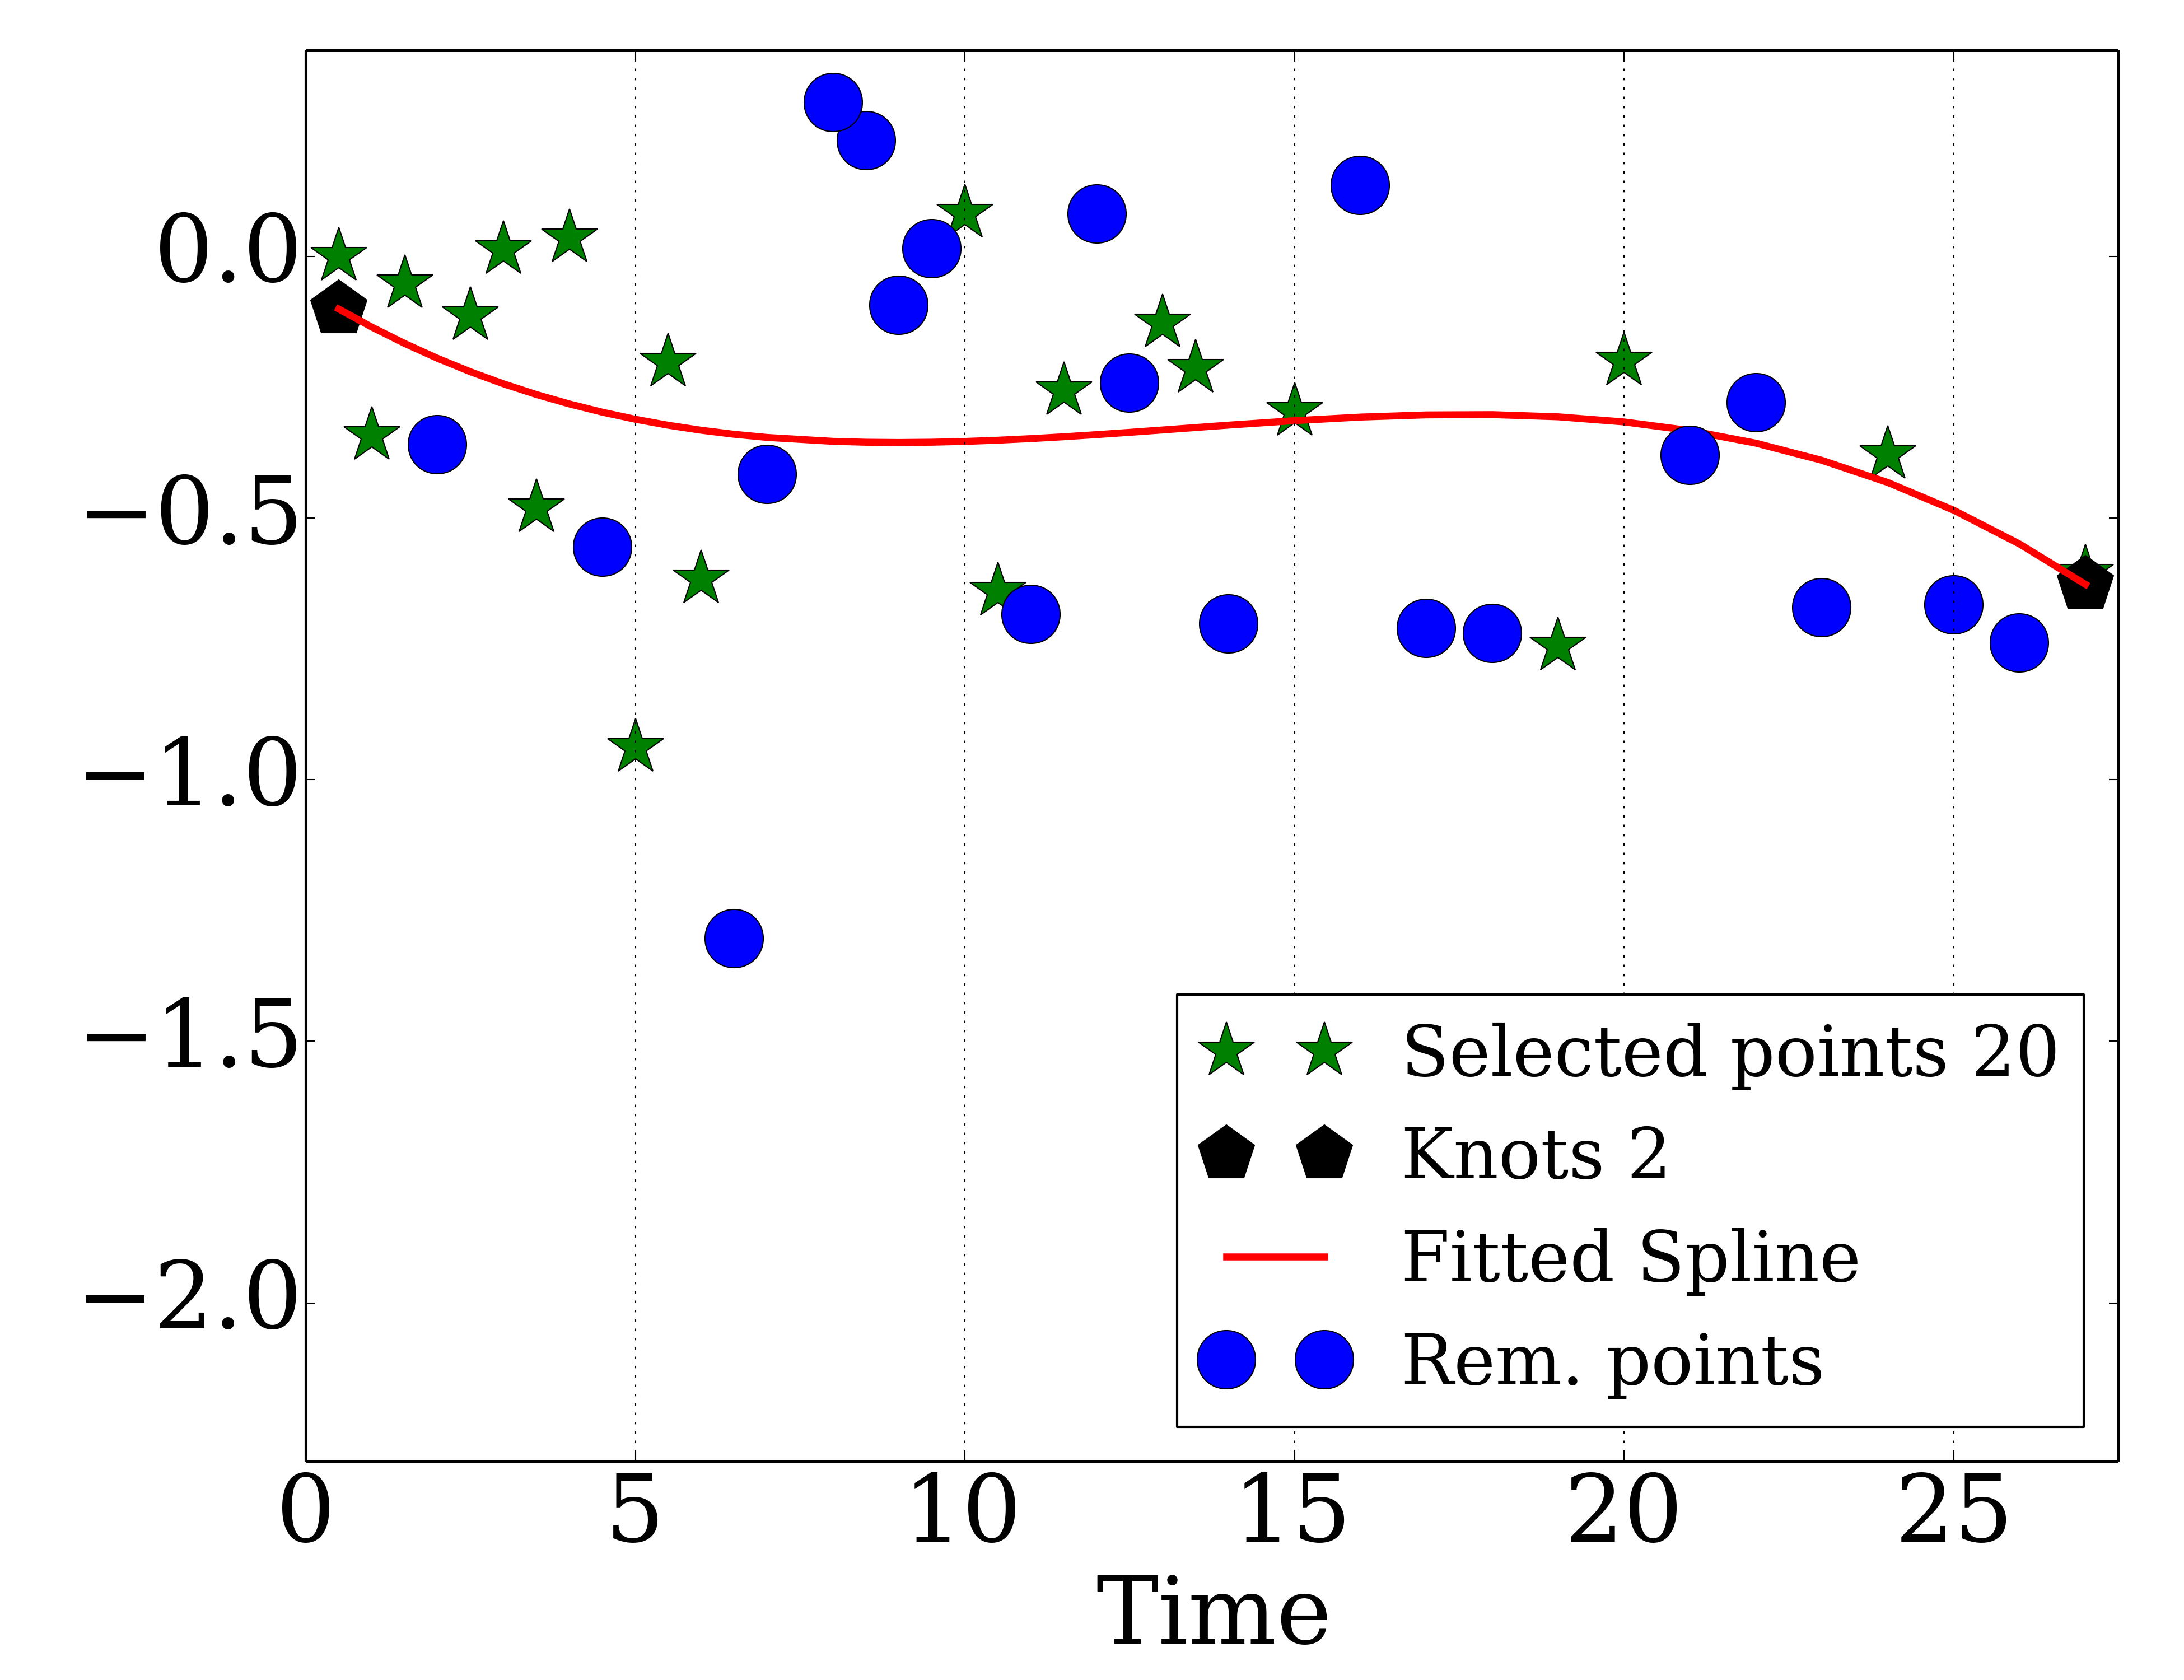 0.0
−0.5
−1.0
−1.5
−2.0
Selected points 20
Knots 2
Fitted Spline
Rem. points
0 5 10 15 20 25
Time